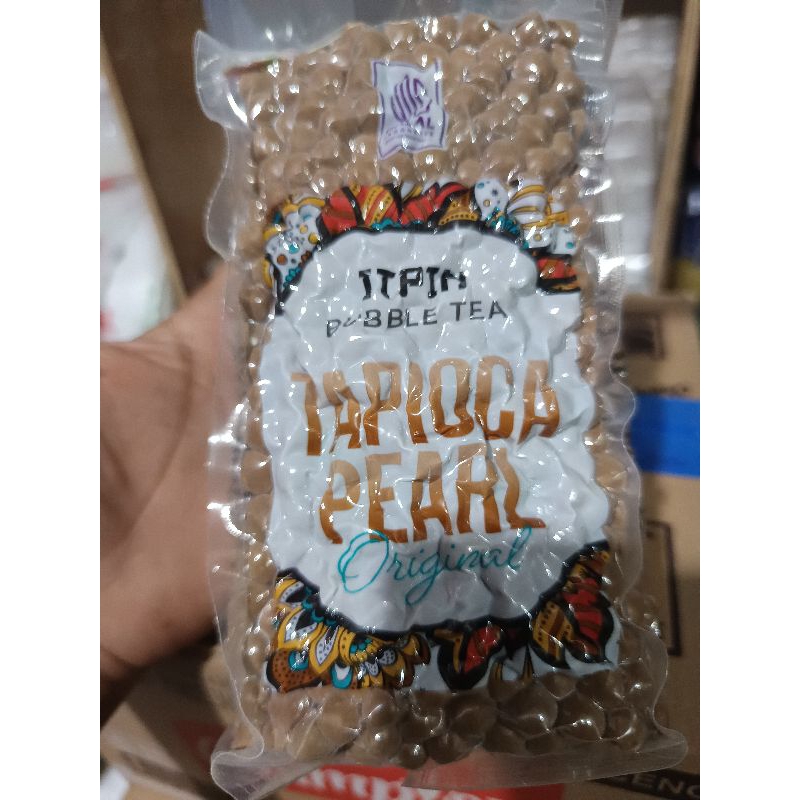 ITPIN
BUBBLE TEA
TAPIOCA
PEARL
Original